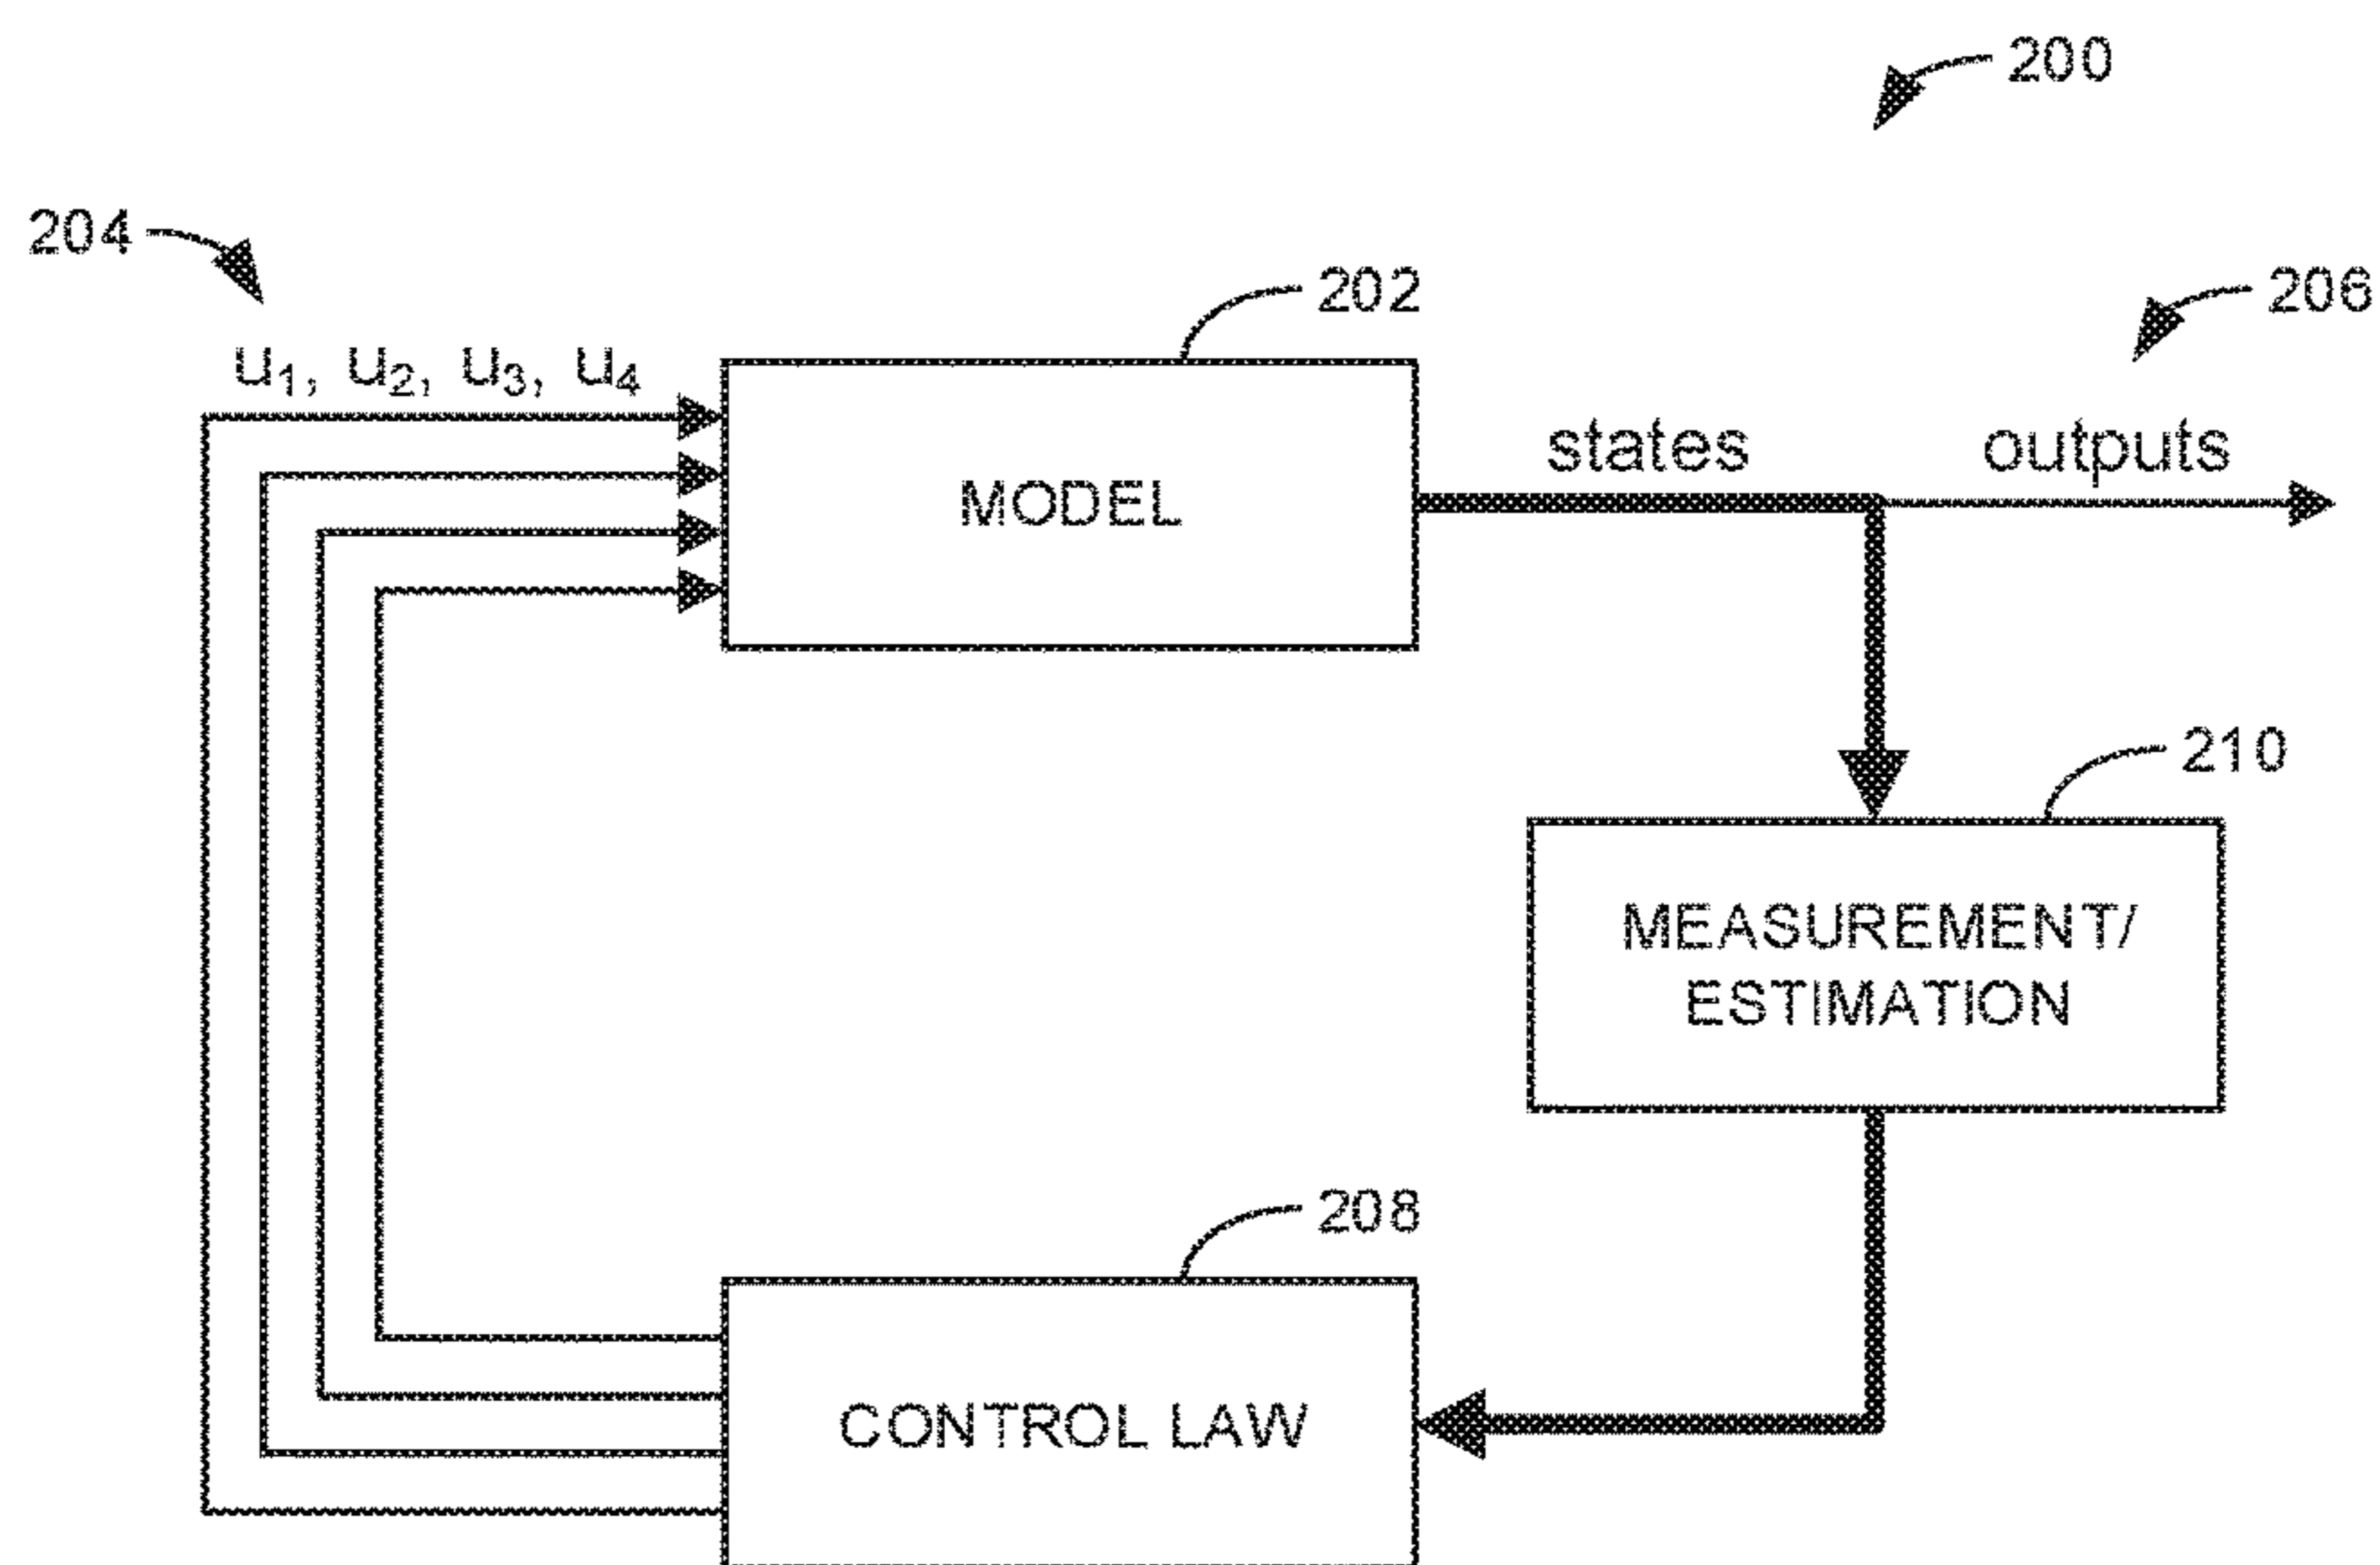 200
204
202
206
u₁, u₂, u₃, u₄
states
outputs
MODEL
210
MEASUREMENT/
ESTIMATION
208
CONTROL LAW